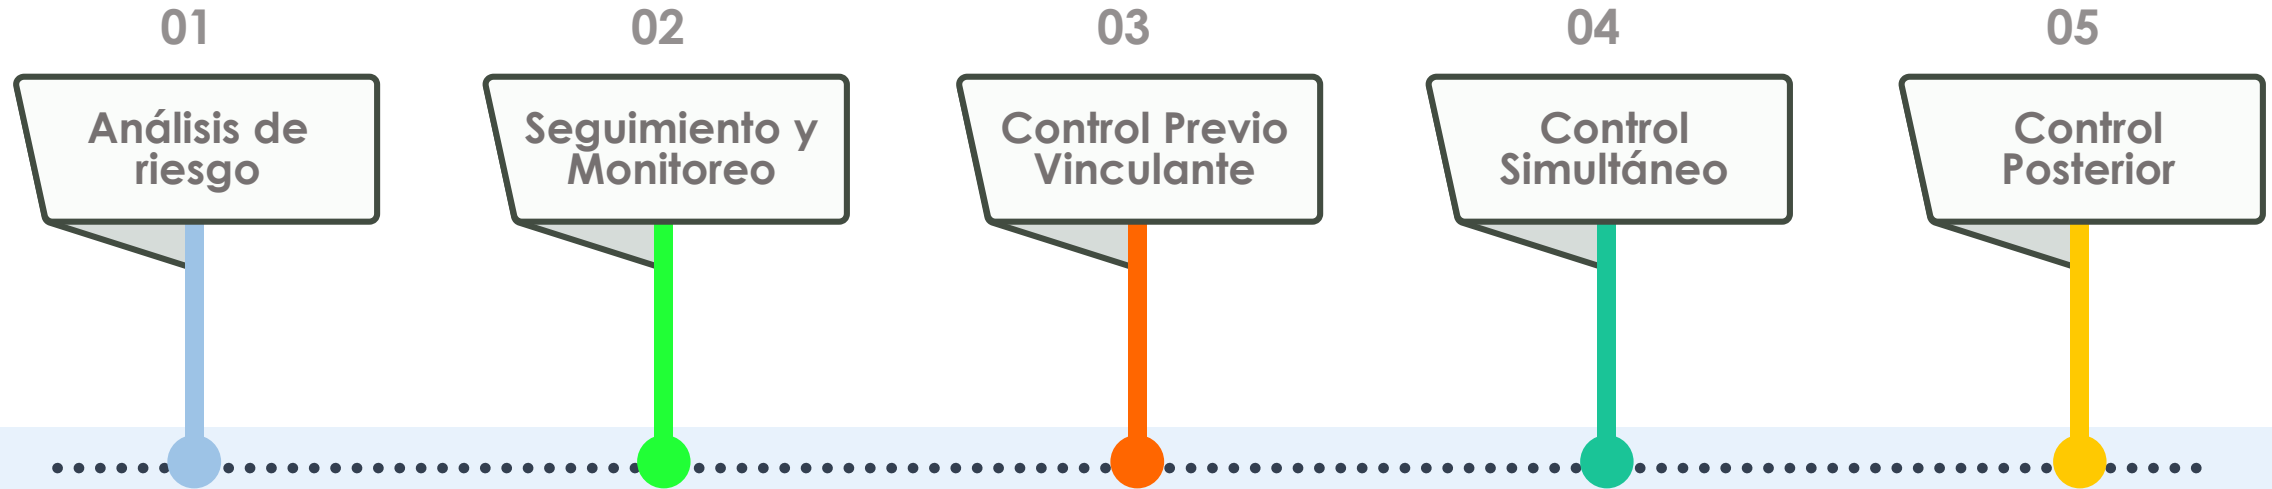 01
Análisis de
riesgo
02
Seguimiento y
Monitoreo
03
Control Previo
Vinculante
04
Control
Simultáneo
05
Control
Posterior